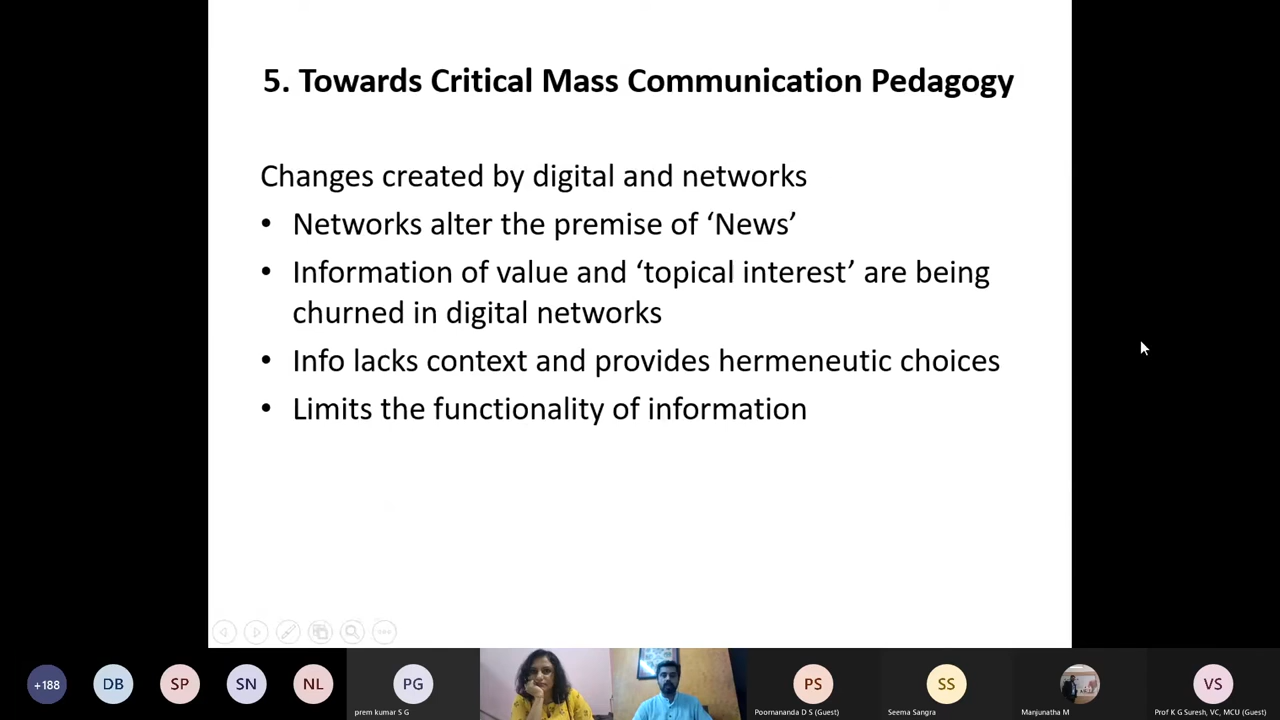 5. Towards Critical Mass Communication Pedagogy
Changes created by digital and networks
• Networks alter the premise of ‘News’
• Information of value and ‘topical interest’ are being
churned in digital networks
• Info lacks context and provides hermeneutic choices
• Limits the functionality of information
+188
DB
SP
SN
NL
PG
PS
SS
VS
prem kumar S G
Poornananda D S (Guest)
Seema Sangra
Manjunatha M
Prof K G Suresh, VC, MCU (Guest)